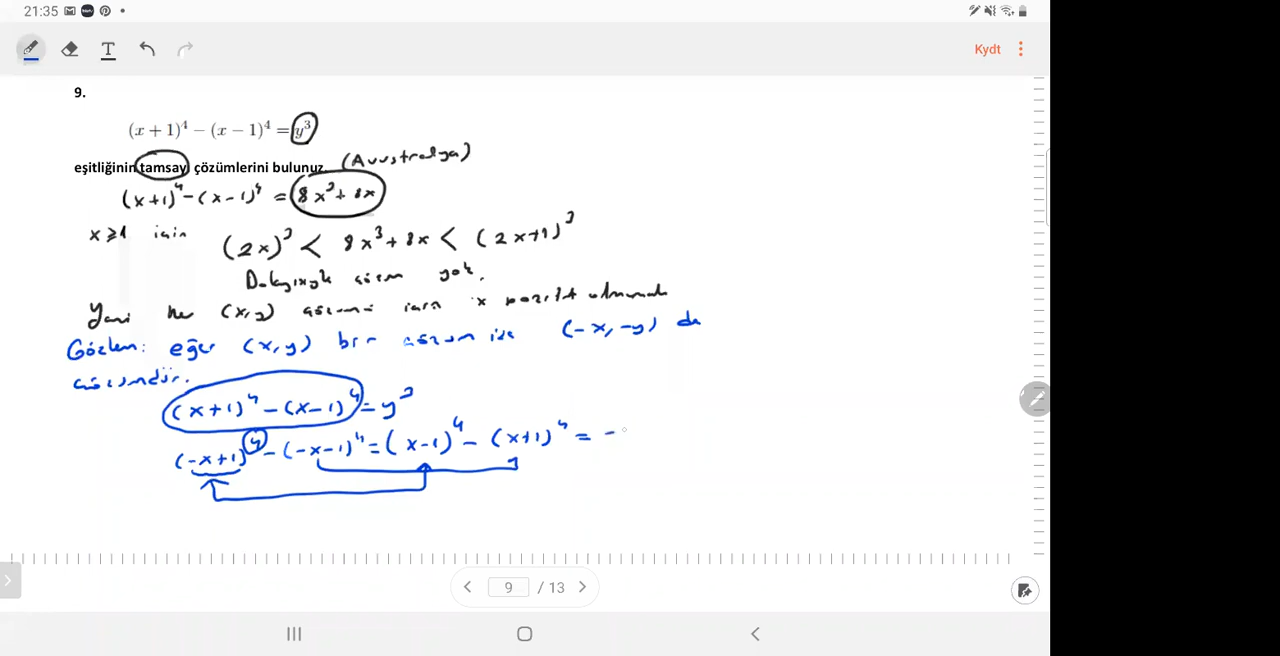 21:35
Kydt
9.
(x + 1)⁴ − (x − 1)⁴ = y³
eşitliğinin tamsayı çözümlerini bulunuz. (Avustralya)
(x+1)⁴ - (x-1)⁴ = 8x³ + 8x
x ≥ 1 için (2x)³ < 8x³ + 8x < (2x+1)³
Dolayısıyla çözüm yok.
Yani her (x,y) çözümü için x pozitif olmamalı
Gözlem: eğer (x,y) bir çözüm ise (-x, -y) de
çözümdür.
(x+1)⁴ - (x-1)⁴ = y³
(-x+1)⁴ - (-x-1)⁴ = (x-1)⁴ - (x+1)⁴ = -
9 / 13